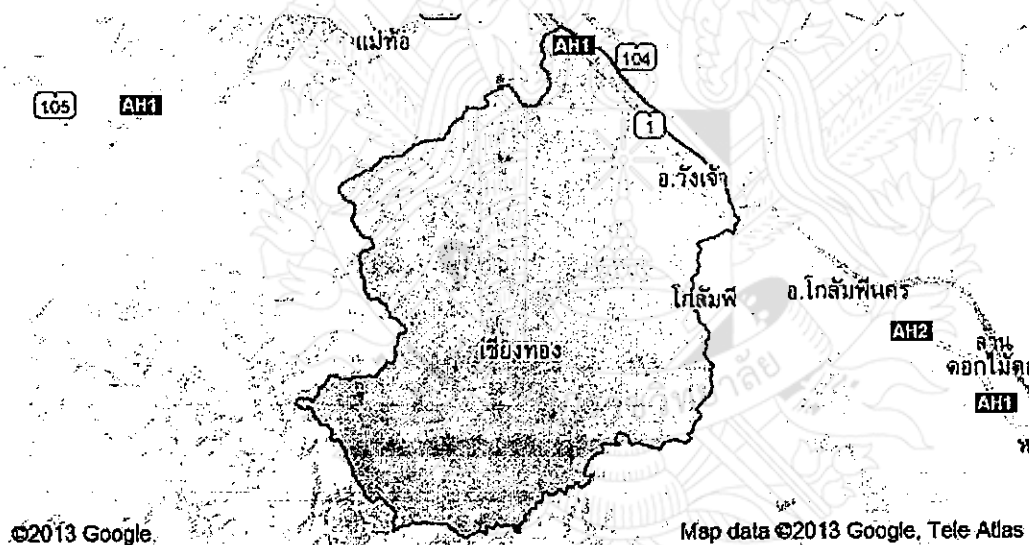 แม่ท้อ
AH1
104
105
AH1
1
อ.วังเจ้า
โกสัมพี
อ.โกสัมพีนคร
AH2
เชียงทอง
ลาน
ดอกไม้ตก
AH1
©2013 Google
Map data ©2013 Google, Tele Atlas